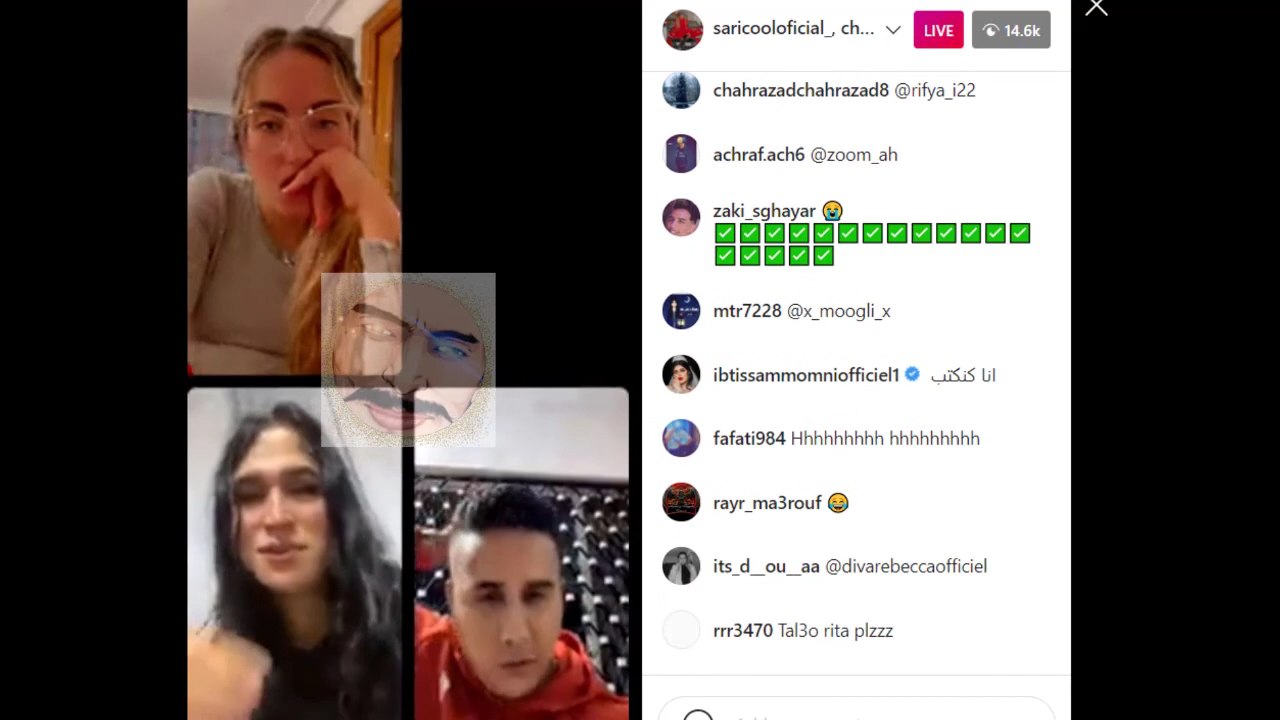 saricooloficial_, ch...
LIVE
14.6k
chahrazadchahrazad8 @rifya_i22
achraf.ach6 @zoom_ah
zaki_sghayar 😭
✅✅✅✅✅✅✅✅✅✅✅✅✅
✅✅✅✅✅
mtr7228 @x_moogli_x
ibtissammomniofficiel1 انا كنكتب
fafati984 Hhhhhhhhh hhhhhhhhh
rayr_ma3rouf 😂
its_d__ou__aa @divarebeccaofficiel
rrr3470 Tal3o rita plzzz